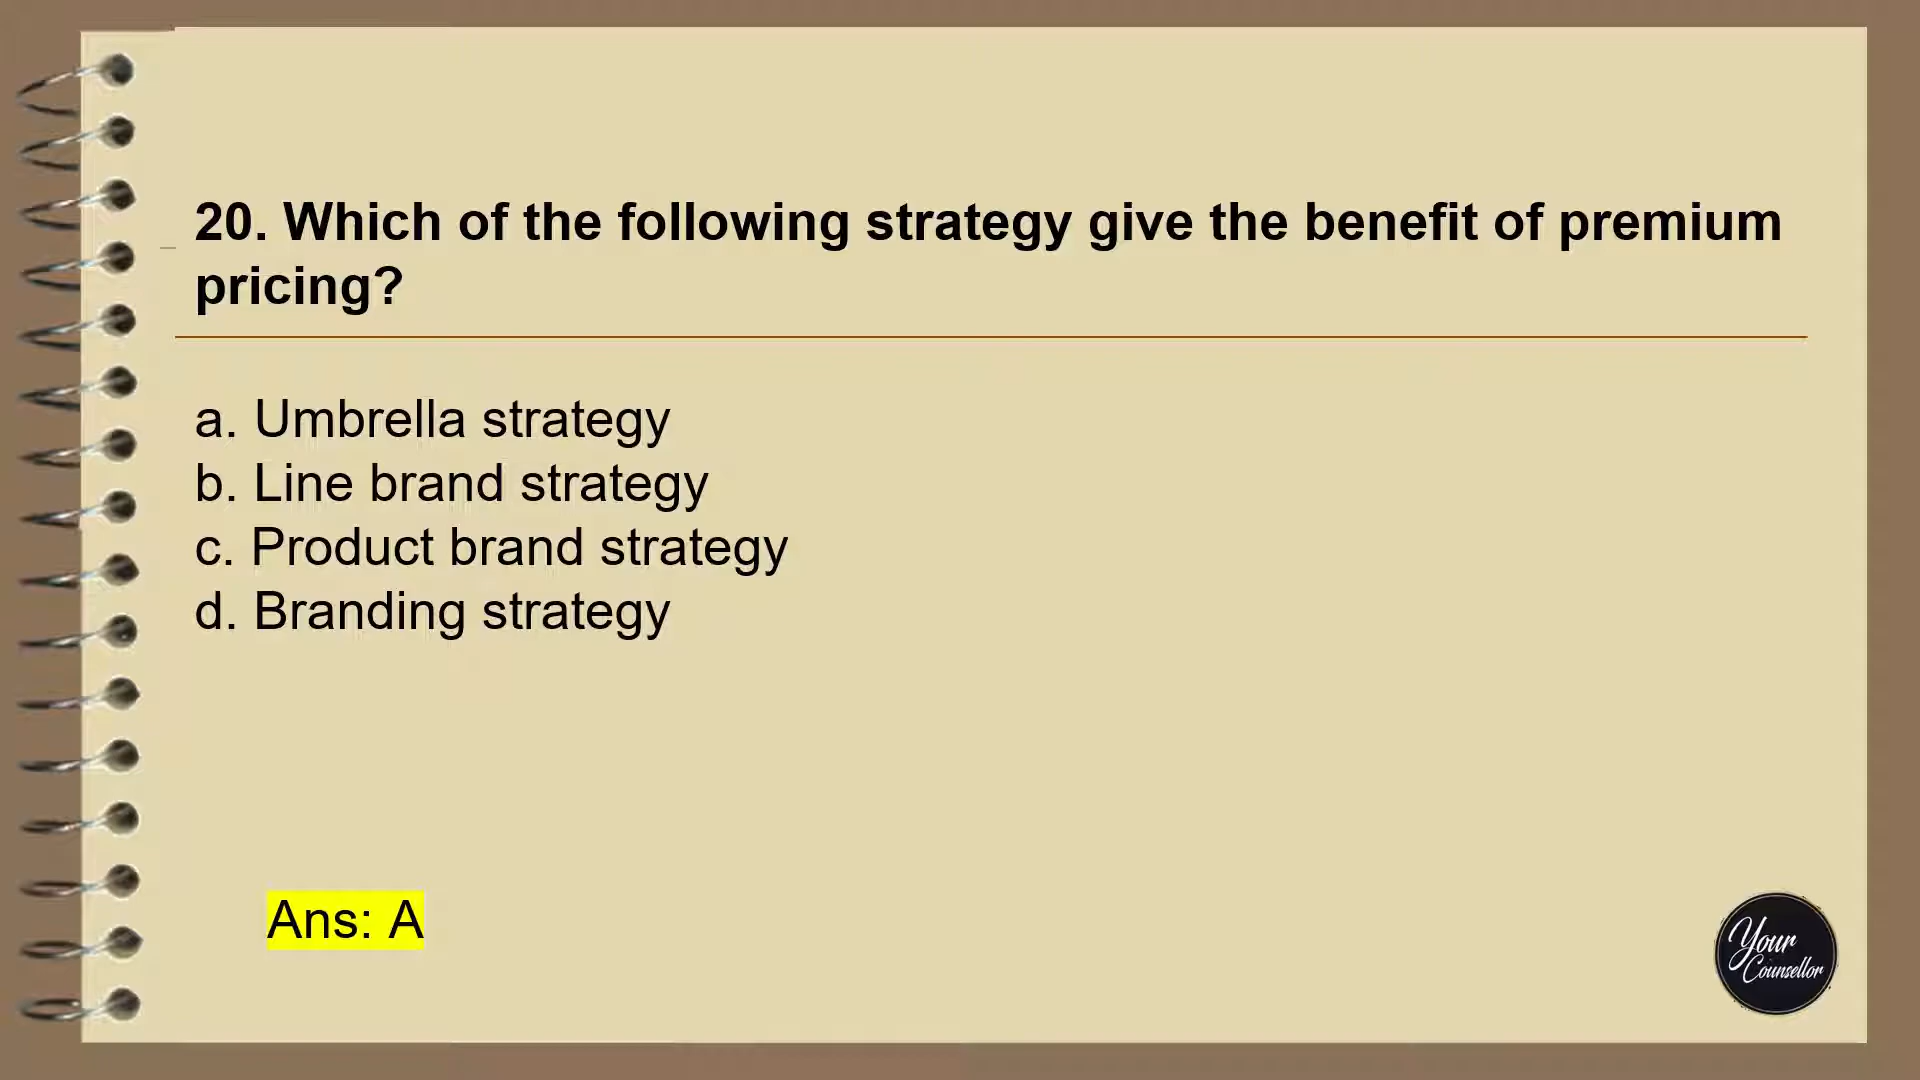 20. Which of the following strategy give the benefit of premium
pricing?
a. Umbrella strategy
b. Line brand strategy
c. Product brand strategy
d. Branding strategy
Ans: A
Your
Counsellor